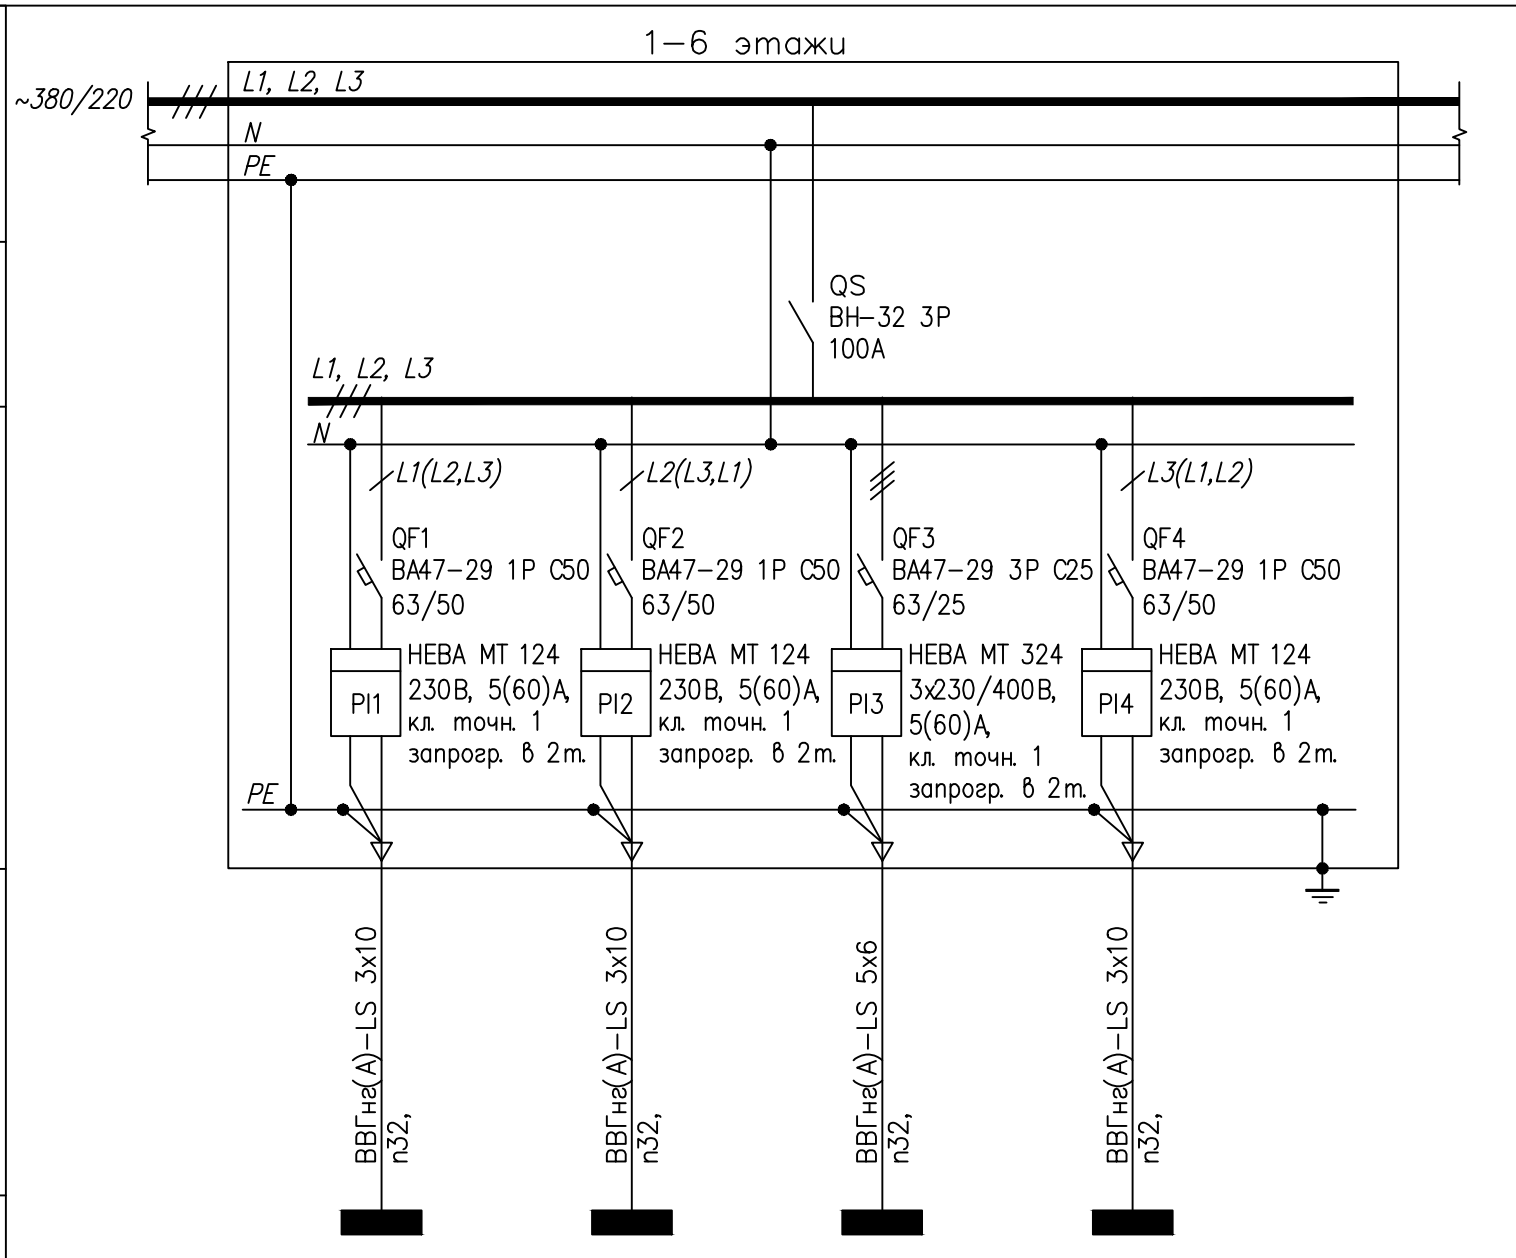 1-6 этажи
L1, L2, L3
~380/220
N
PE
QS
ВН-32 3Р
100А
L1, L2, L3
N
L1(L2,L3)
L2(L3,L1)
L3(L1,L2)
QF1
ВА47-29 1Р С50
63/50
QF2
ВА47-29 1Р С50
63/50
QF3
ВА47-29 3Р С25
63/25
QF4
ВА47-29 1Р С50
63/50
PI1
НЕВА МТ 124
230В, 5(60)А,
кл. точн. 1
запрогр. в 2т.
PI2
НЕВА МТ 124
230В, 5(60)А,
кл. точн. 1
запрогр. в 2т.
PI3
НЕВА МТ 324
3х230/400В,
5(60)А,
кл. точн. 1
запрогр. в 2т.
PI4
НЕВА МТ 124
230В, 5(60)А,
кл. точн. 1
запрогр. в 2т.
PE
ВВГнг(А)-LS 3х10
п32,
ВВГнг(А)-LS 3х10
п32,
ВВГнг(А)-LS 5х6
п32,
ВВГнг(А)-LS 3х10
п32,